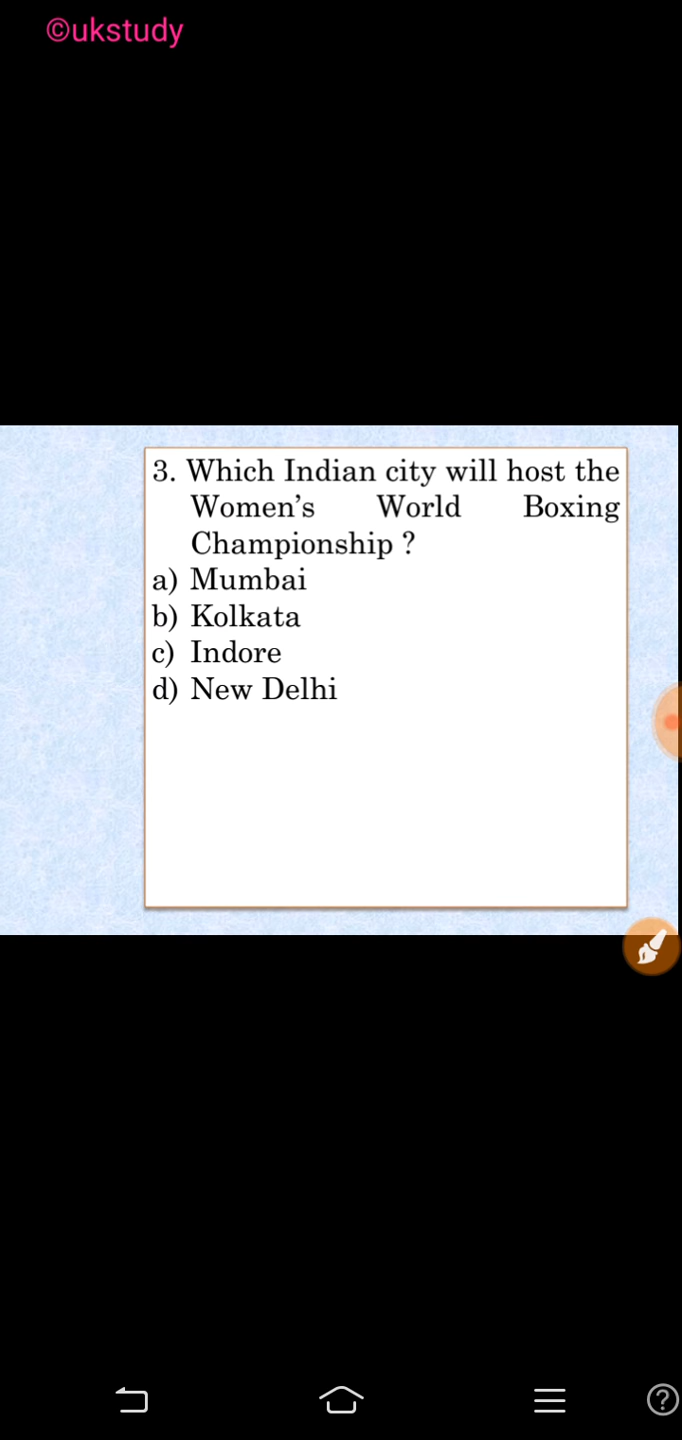 ©ukstudy
3. Which Indian city will host the
Women's World Boxing
Championship ?
a) Mumbai
b) Kolkata
c) Indore
d) New Delhi
?